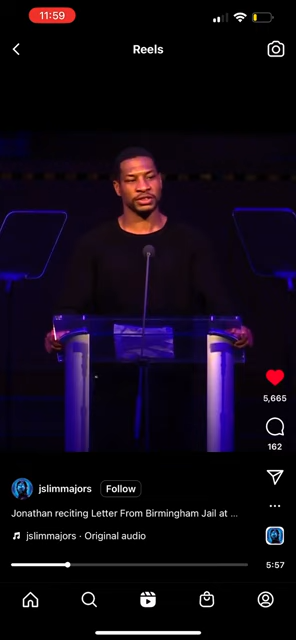 11:59
Reels
5,665
162
jslimmajors Follow
Jonathan reciting Letter From Birmingham Jail at ...
jslimmajors · Original audio
5:57